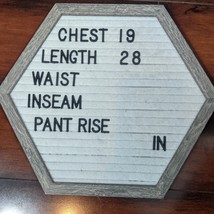 CHEST 19
LENGTH 28
WAIST
INSEAM
PANT RISE
IN